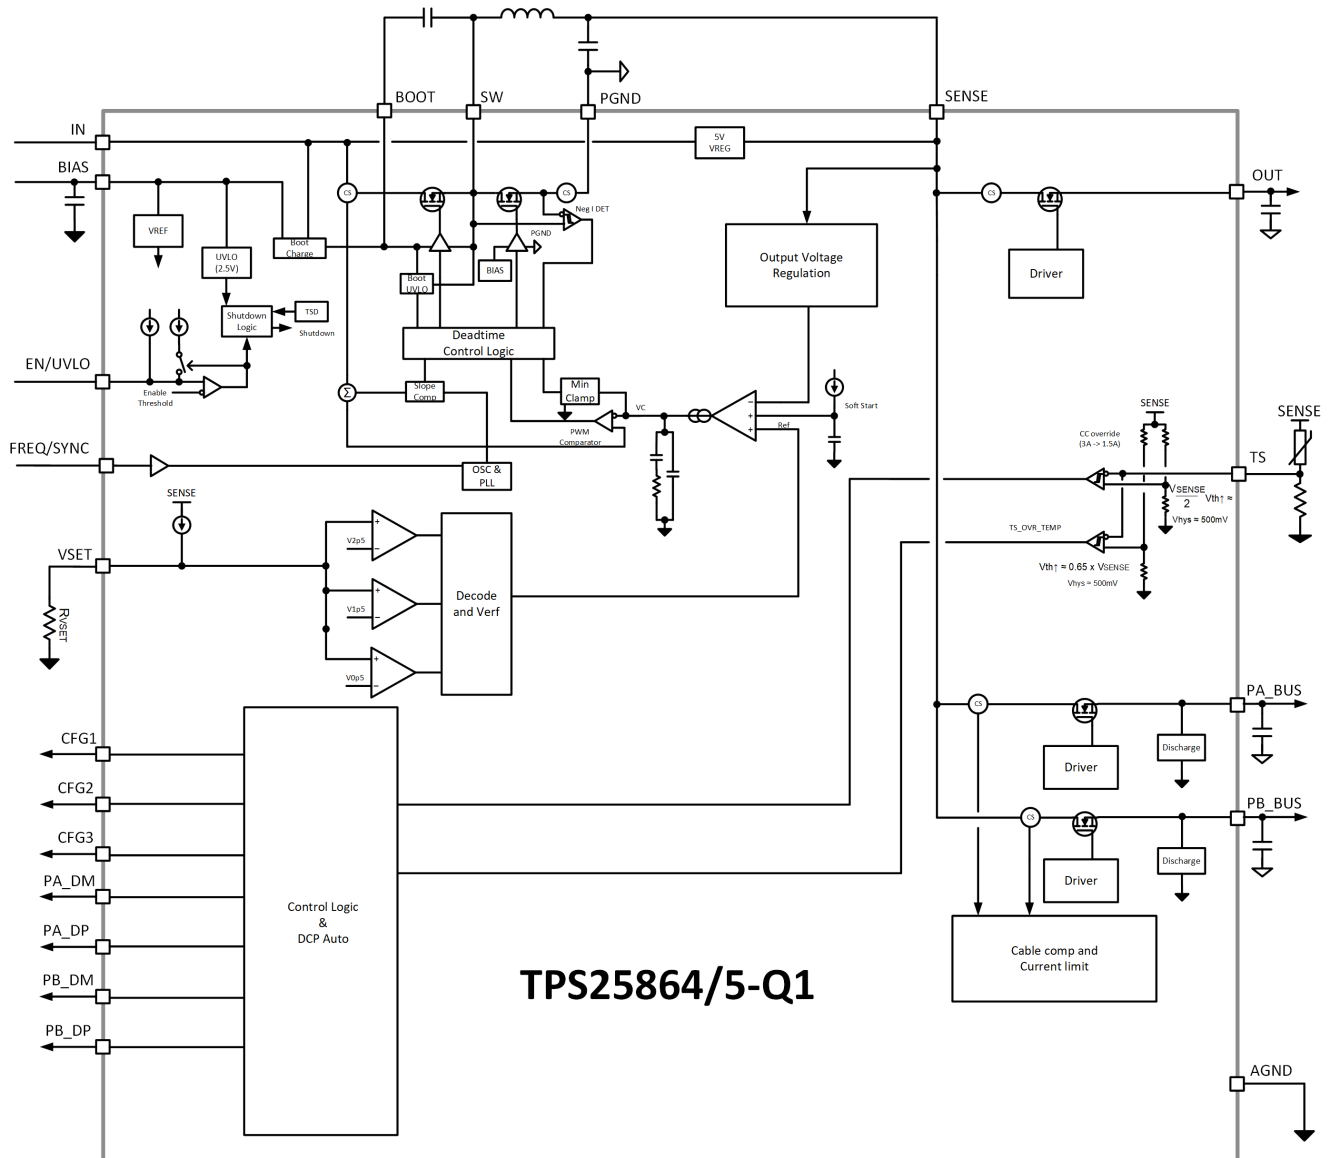 BOOT
SW
PGND
SENSE
IN
5V
VREG
BIAS
CS
CS
CS
OUT
Neg I DET
VREF
PGND
Boot
Charge
UVLO
(2.5V)
BIAS
Boot
UVLO
Output Voltage
Regulation
Driver
Shutdown
Logic
TSD
Shutdown
Deadtime
Control Logic
EN/UVLO
Enable
Threshold
Σ
Slope
Comp
Min
Clamp
VC
PWM
Comparator
−
+
+
Ref
Soft Start
SENSE
SENSE
CC override
(3A -> 1.5A)
FREQ/SYNC
OSC &
PLL
TS
SENSE
VSENSE
2
Vth↑ ≈
Vhys ≈ 500mV
TS_OVR_TEMP
Vth↑ ≈ 0.65 x VSENSE
Vhys ≈ 500mV
VSET
RVSET
+
V2p5
−
+
V1p5
−
+
V0p5
−
Decode
and Verf
CS
PA_BUS
Driver
Discharge
CS
PB_BUS
Driver
Discharge
CFG1
CFG2
CFG3
PA_DM
PA_DP
PB_DM
PB_DP
Control Logic
&
DCP Auto
Cable comp and
Current limit
TPS25864/5-Q1
AGND